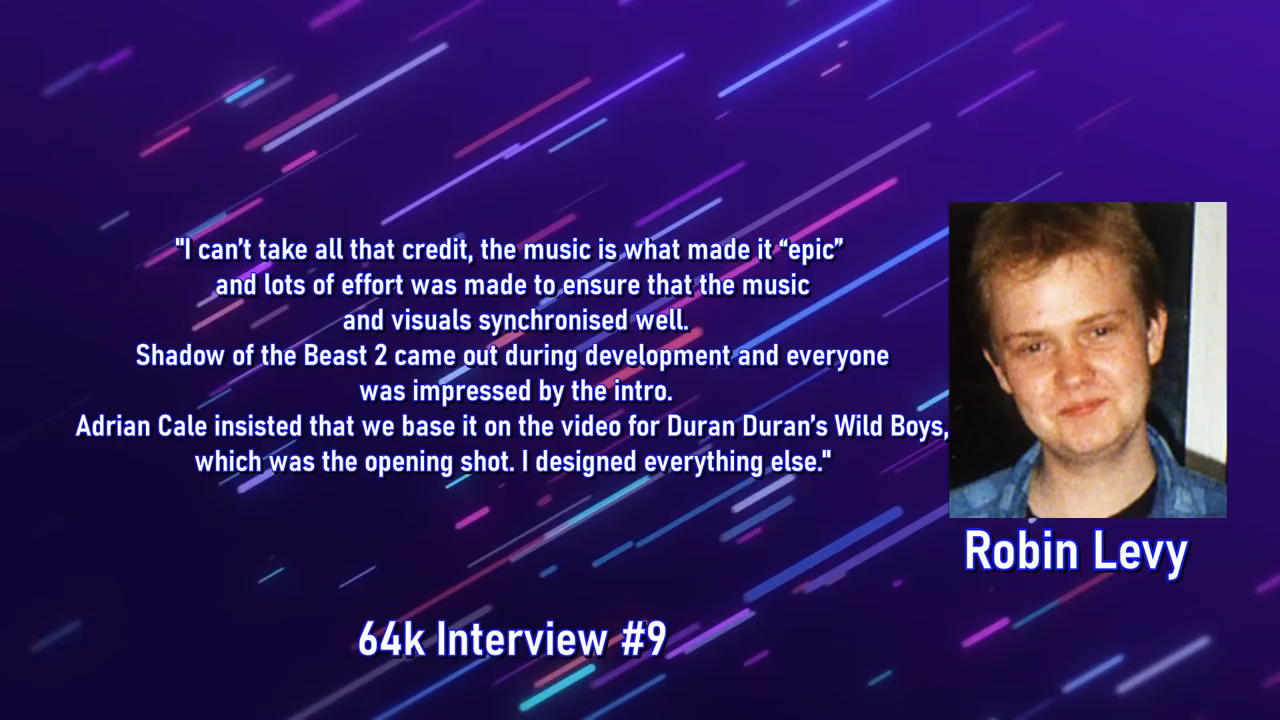 "I can’t take all that credit, the music is what made it “epic”
and lots of effort was made to ensure that the music
and visuals synchronised well.
Shadow of the Beast 2 came out during development and everyone
was impressed by the intro.
Adrian Cale insisted that we base it on the video for Duran Duran’s Wild Boys,
which was the opening shot. I designed everything else."
Robin Levy
64k Interview #9